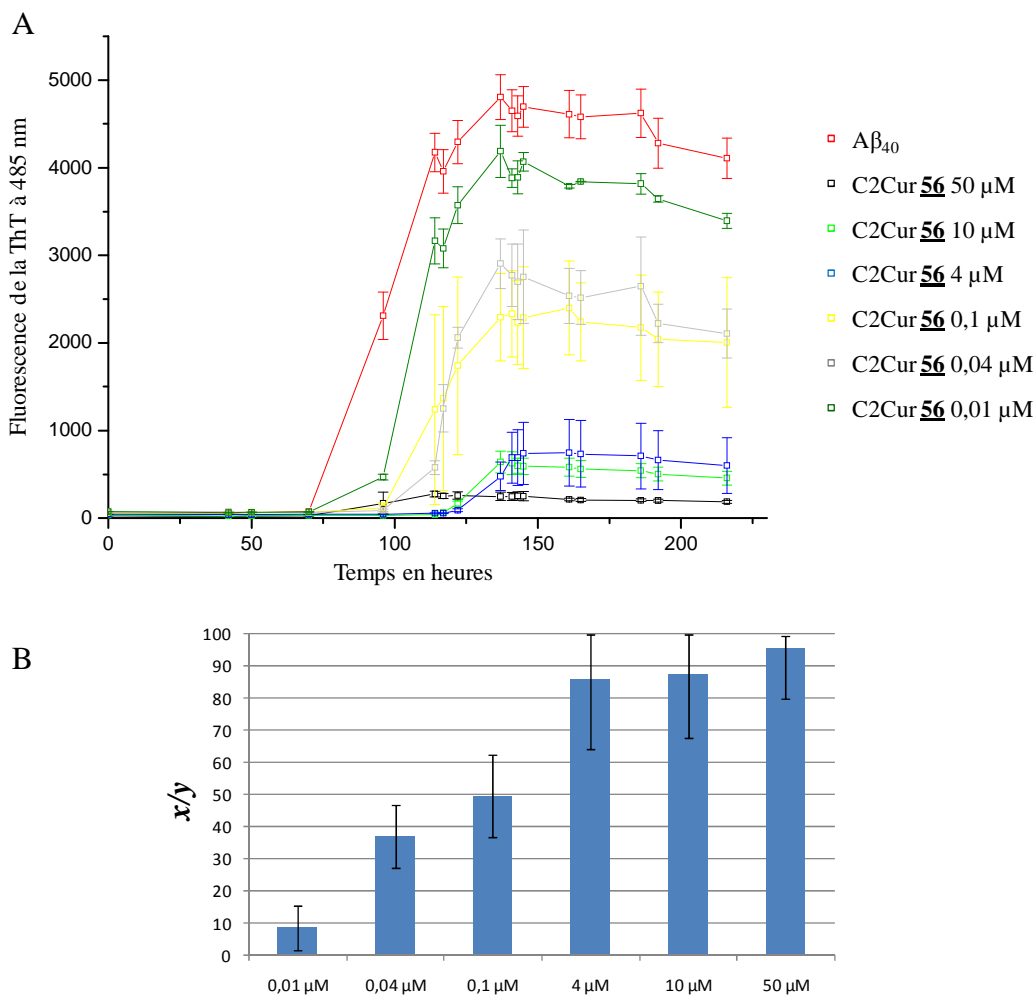 A
5000
4000
3000
2000
1000
0
Fluorescence de la ThT à 485 nm
0
50
100
150
200
Temps en heures
Aβ₄₀
C2Cur 56 50 µM
C2Cur 56 10 µM
C2Cur 56 4 µM
C2Cur 56 0,1 µM
C2Cur 56 0,04 µM
C2Cur 56 0,01 µM
B
100
90
80
70
60
50
40
30
20
10
0
x/y
0,01 µM
0,04 µM
0,1 µM
4 µM
10 µM
50 µM